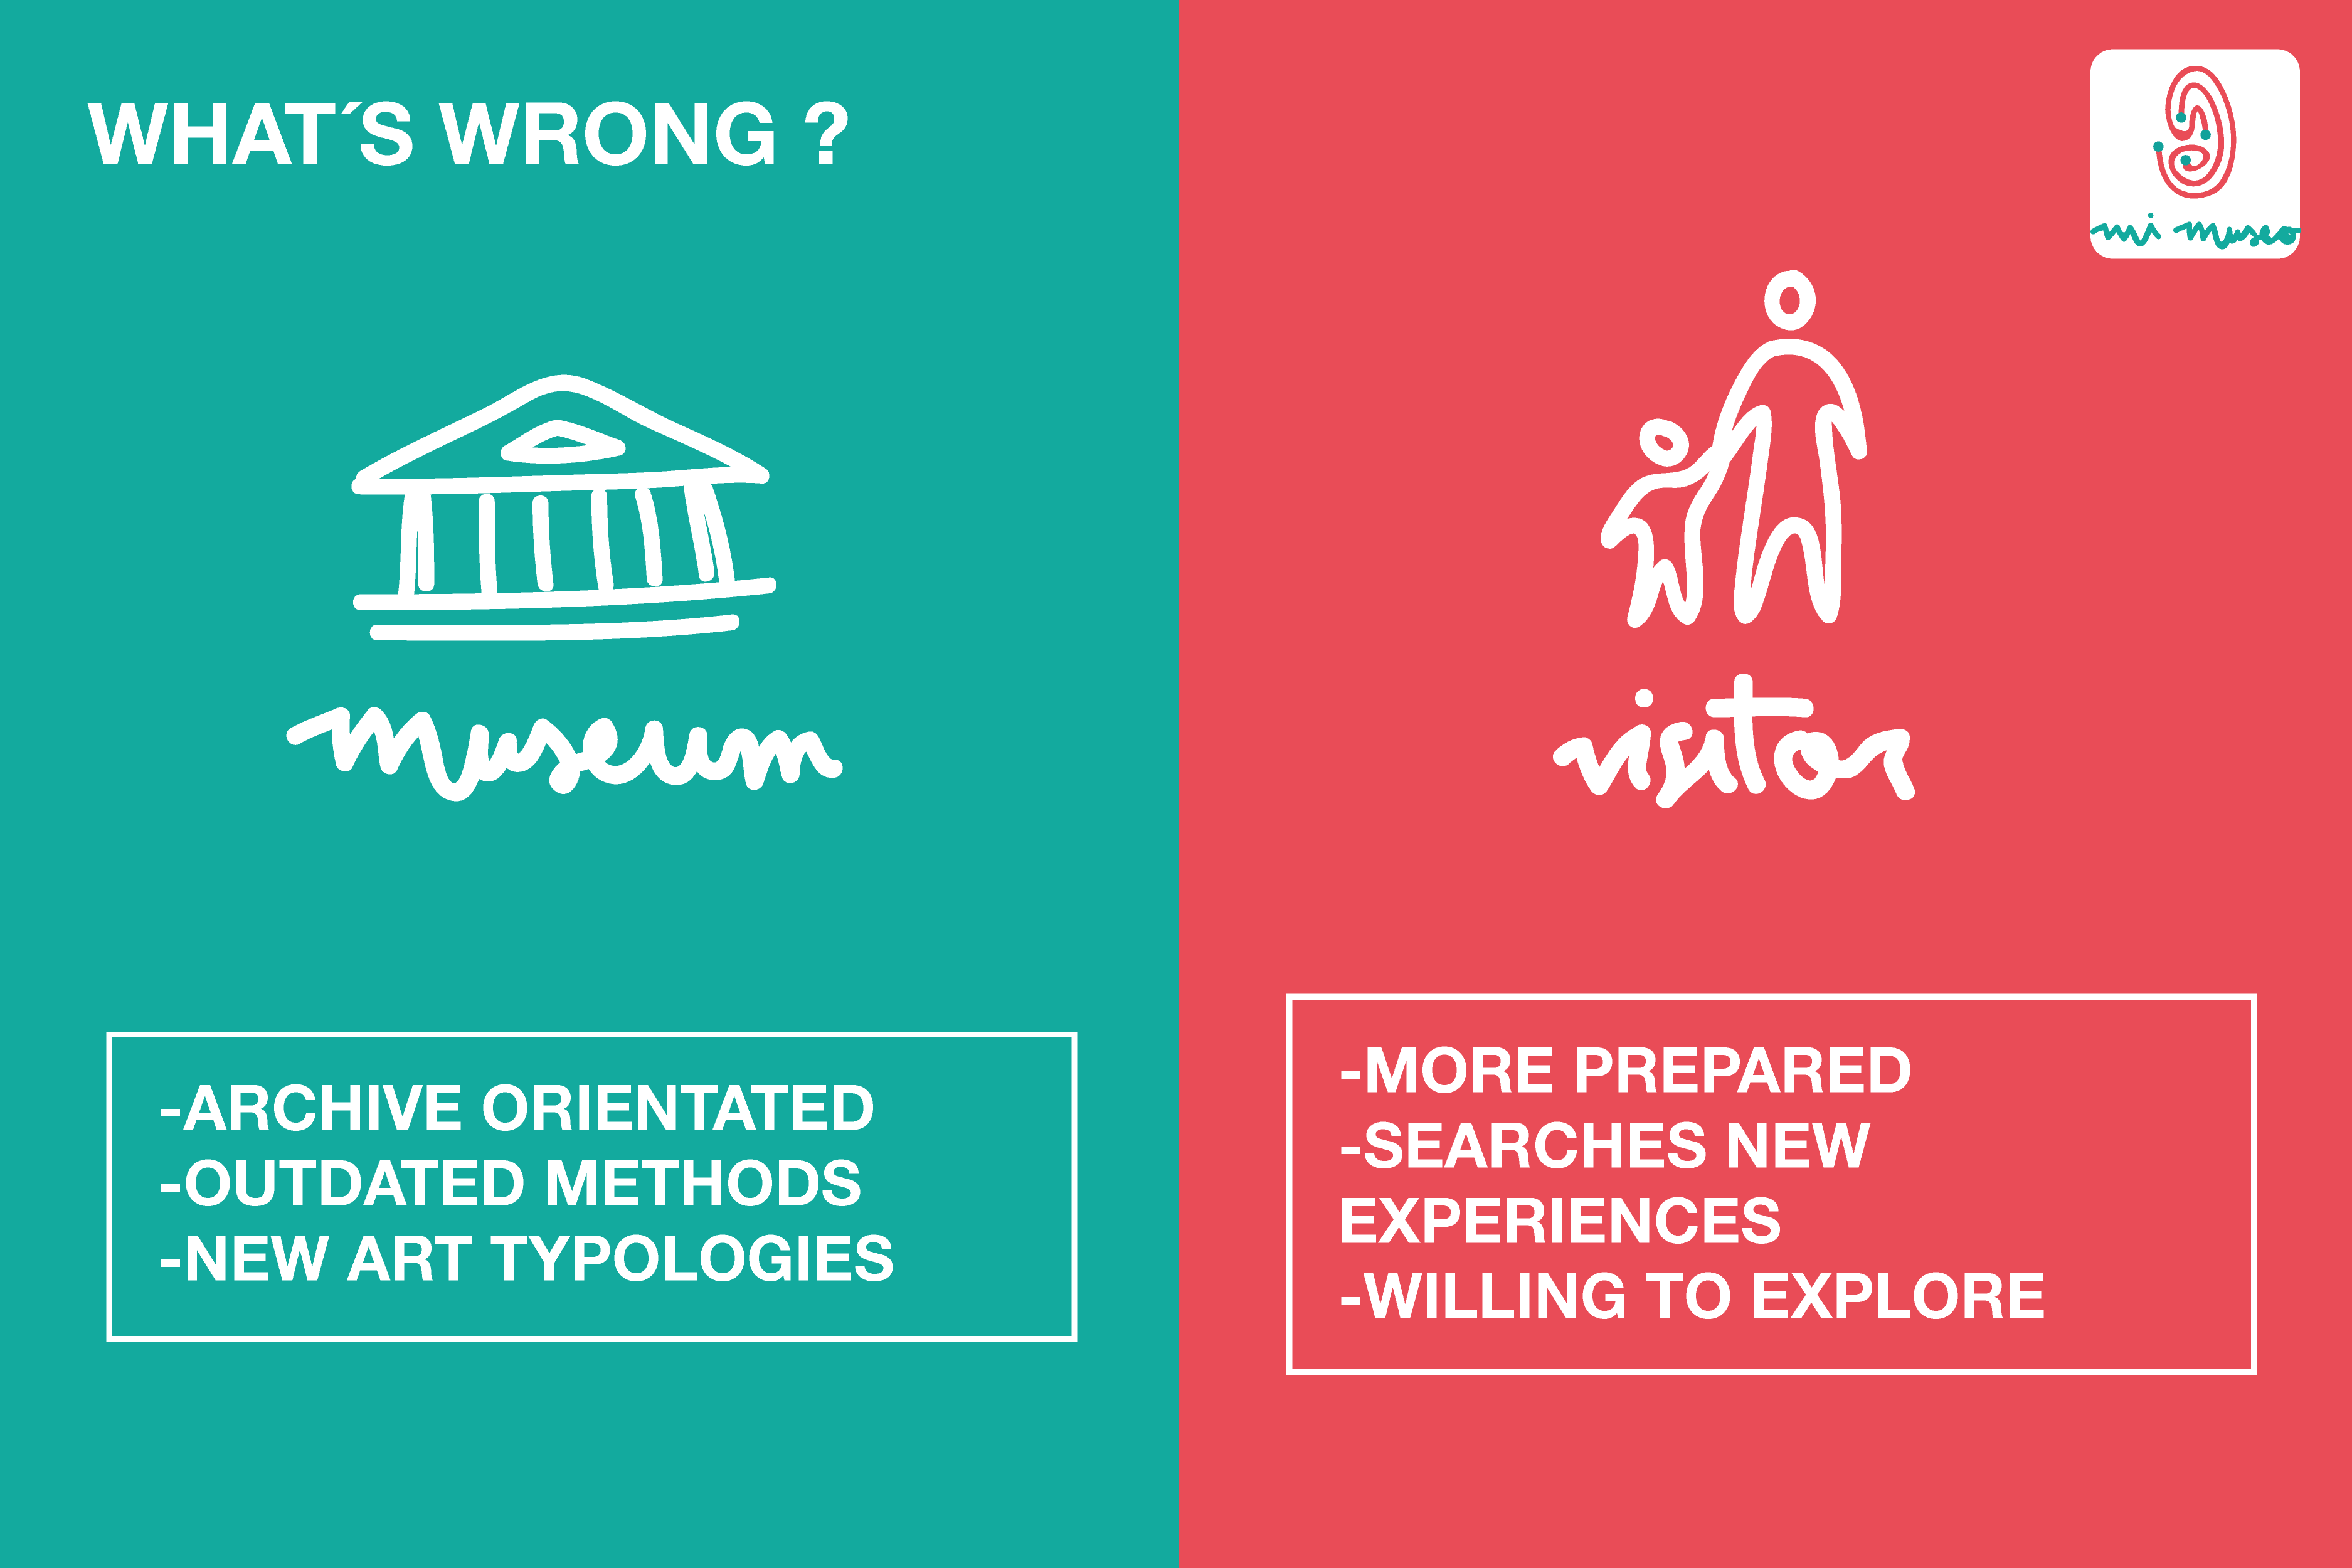 WHAT´S WRONG ?
mi museo
museum
visitor
-ARCHIVE ORIENTATED
-OUTDATED METHODS
-NEW ART TYPOLOGIES
-MORE PREPARED
-SEARCHES NEW
EXPERIENCES
-WILLING TO EXPLORE